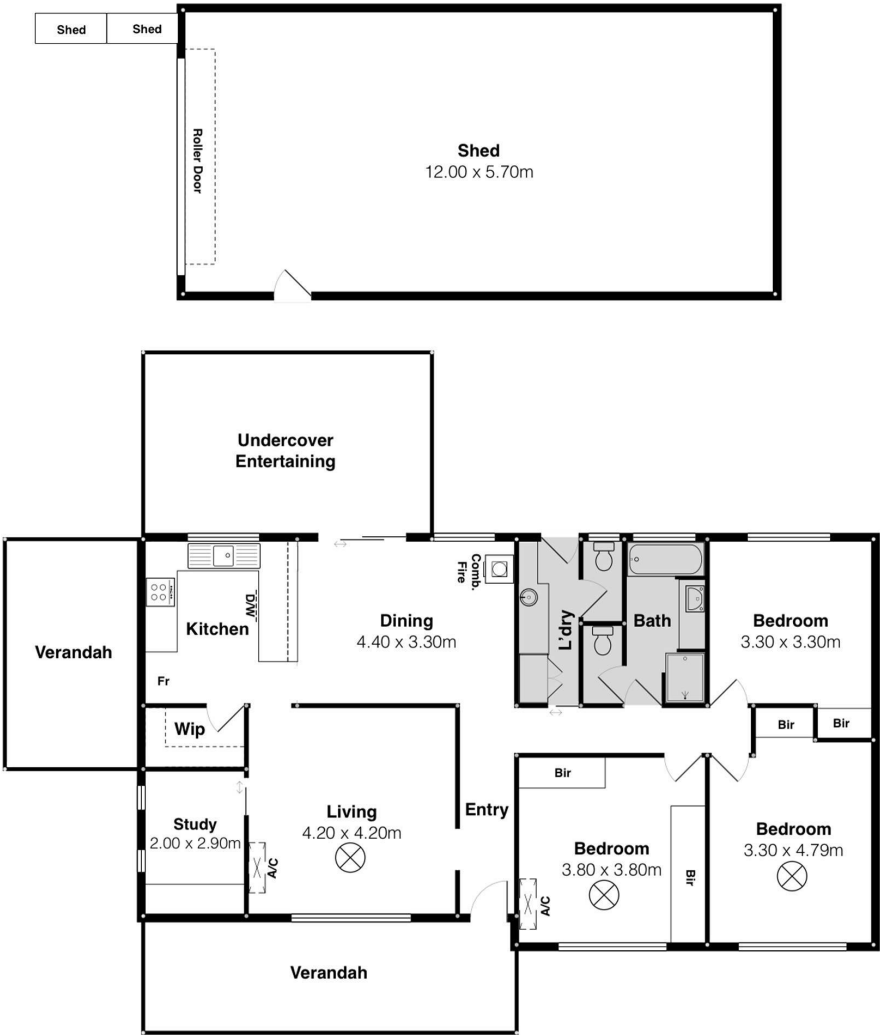 Shed
Shed
Roller Door
Shed
12.00 x 5.70m
Undercover
Entertaining
Verandah
Kitchen
D/W
Fr
Dining
4.40 x 3.30m
Comb.
Fire
L'dry
Bath
Bedroom
3.30 x 3.30m
Wip
Bir
Bir
Study
2.00 x 2.90m
Living
4.20 x 4.20m
A/C
Entry
Bir
Bedroom
3.80 x 3.80m
A/C
Bir
Bedroom
3.30 x 4.79m
Verandah